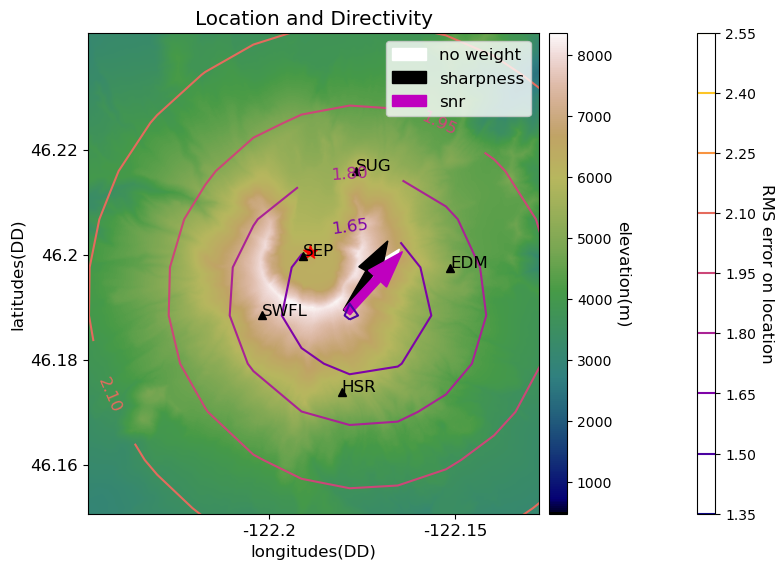 Location and Directivity
no weight
sharpness
snr
1.95
SUG
1.80
1.65
SEP
EDM
SWFL
HSR
2.10
46.22
46.2
46.18
46.16
latitudes(DD)
-122.2
-122.15
longitudes(DD)
8000
7000
6000
5000
4000
3000
2000
1000
elevation(m)
2.55
2.40
2.25
2.10
1.95
1.80
1.65
1.50
1.35
RMS error on location